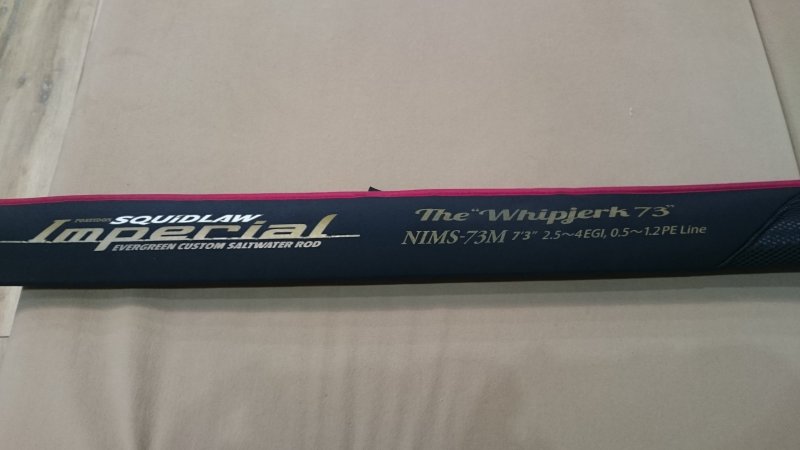 POSEIDON SQUiDLAW
Imperial
EVERGREEN CUSTOM SALTWATER ROD
The "Whipjerk 73"
NIMS-73M 7'3" 2.5～4EGI, 0.5～1.2PE Line